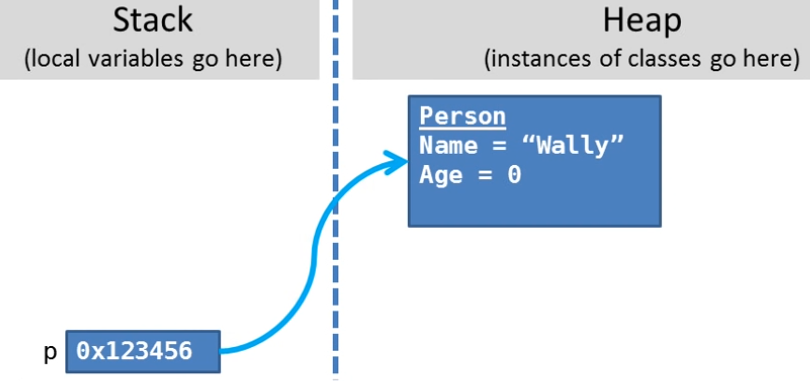 Stack
(local variables go here)
Heap
(instances of classes go here)
Person
Name = “Wally”
Age = 0
p 0x123456